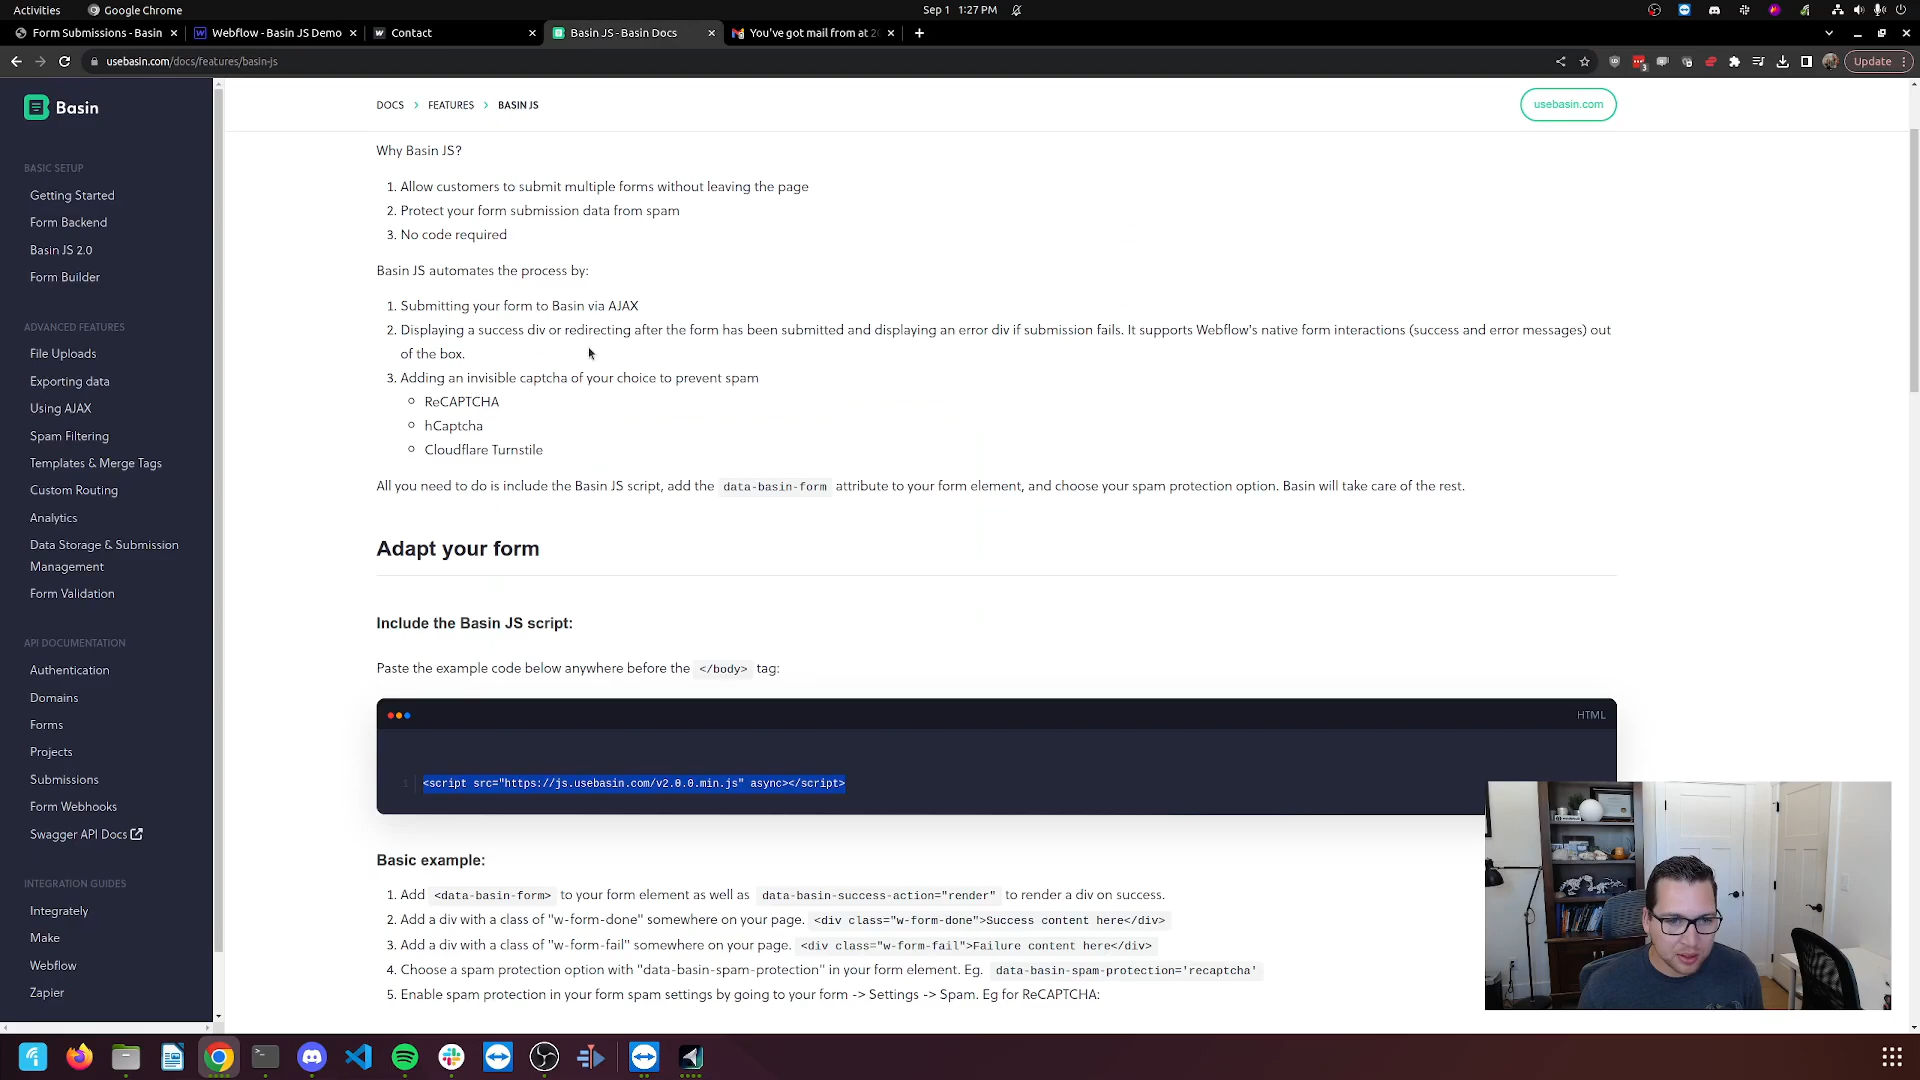 Activities
Google Chrome
Sep 1 1:27 PM
Form Submissions - Basin
Webflow - Basin JS Demo
Contact
Basin JS - Basin Docs
You've got mail from at 2
usebasin.com/docs/features/basin-js
3
Update
Basin
DOCS > FEATURES > BASIN JS
usebasin.com
BASIC SETUP
Getting Started
Form Backend
Basin JS 2.0
Form Builder
ADVANCED FEATURES
File Uploads
Exporting data
Using AJAX
Spam Filtering
Templates & Merge Tags
Custom Routing
Analytics
Data Storage & Submission
Management
Form Validation
API DOCUMENTATION
Authentication
Domains
Forms
Projects
Submissions
Form Webhooks
Swagger API Docs
INTEGRATION GUIDES
Integrately
Make
Webflow
Zapier
Why Basin JS?
1. Allow customers to submit multiple forms without leaving the page
2. Protect your form submission data from spam
3. No code required
Basin JS automates the process by:
1. Submitting your form to Basin via AJAX
2. Displaying a success div or redirecting after the form has been submitted and displaying an error div if submission fails. It supports Webflow's native form interactions (success and error messages) out
of the box.
3. Adding an invisible captcha of your choice to prevent spam
ReCAPTCHA
hCaptcha
Cloudflare Turnstile
All you need to do is include the Basin JS script, add the data-basin-form attribute to your form element, and choose your spam protection option. Basin will take care of the rest.
Adapt your form
Include the Basin JS script:
Paste the example code below anywhere before the </body> tag:
HTML
1 <script src="https://js.usebasin.com/v2.0.0.min.js" async></script>
Basic example:
1. Add <data-basin-form> to your form element as well as data-basin-success-action="render" to render a div on success.
2. Add a div with a class of "w-form-done" somewhere on your page. <div class="w-form-done">Success content here</div>
3. Add a div with a class of "w-form-fail" somewhere on your page. <div class="w-form-fail">Failure content here</div>
4. Choose a spam protection option with "data-basin-spam-protection" in your form element. Eg. data-basin-spam-protection='recaptcha'
5. Enable spam protection in your form spam settings by going to your form -> Settings -> Spam. Eg for ReCAPTCHA: